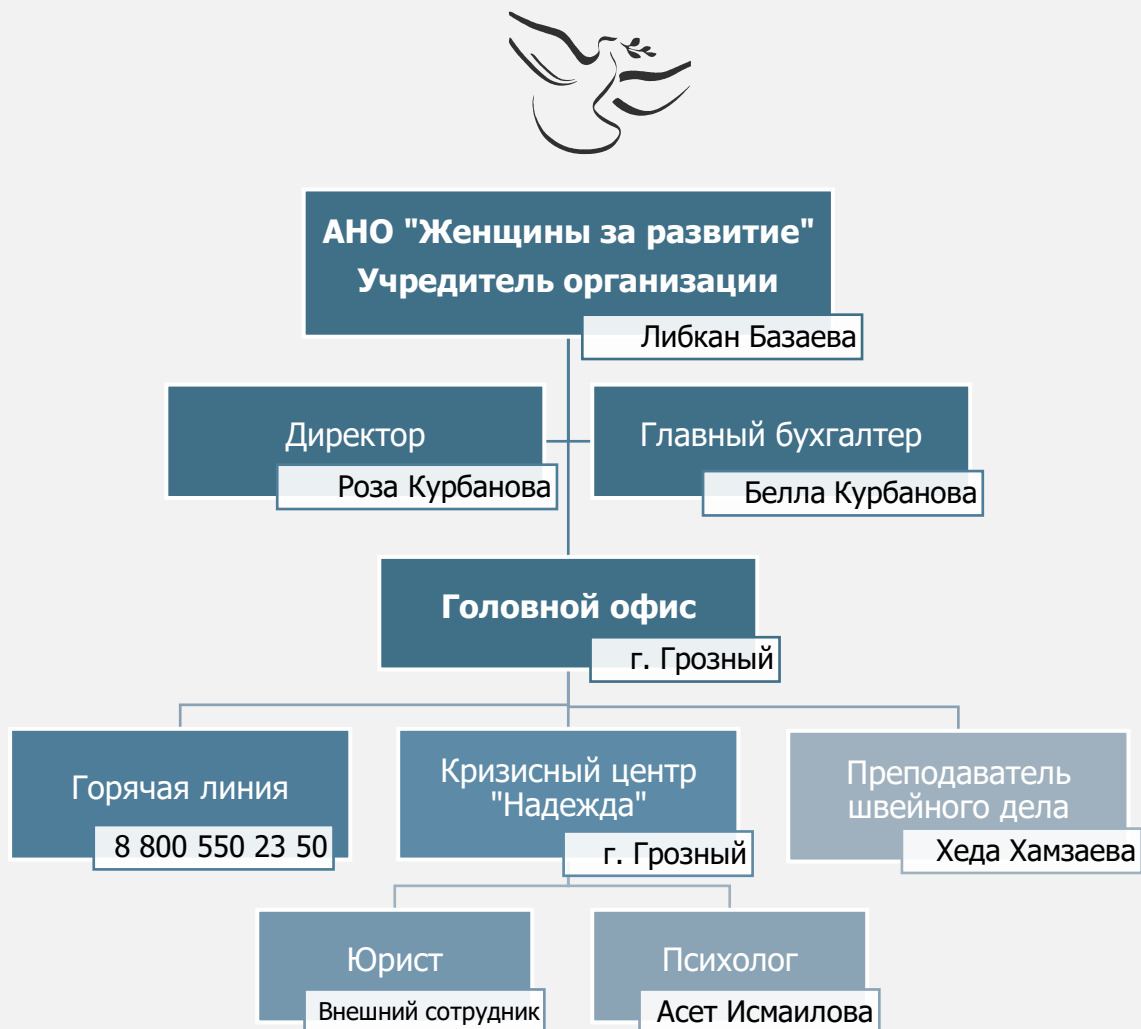 АНО "Женщины за развитие"
Учредитель организации
Либкан Базаева
Директор
Роза Курбанова
Главный бухгалтер
Белла Курбанова
Головной офис
г. Грозный
Горячая линия
8 800 550 23 50
Кризисный центр
"Надежда"
г. Грозный
Преподаватель
швейного дела
Хеда Хамзаева
Юрист
Внешний сотрудник
Психолог
Асет Исмаилова